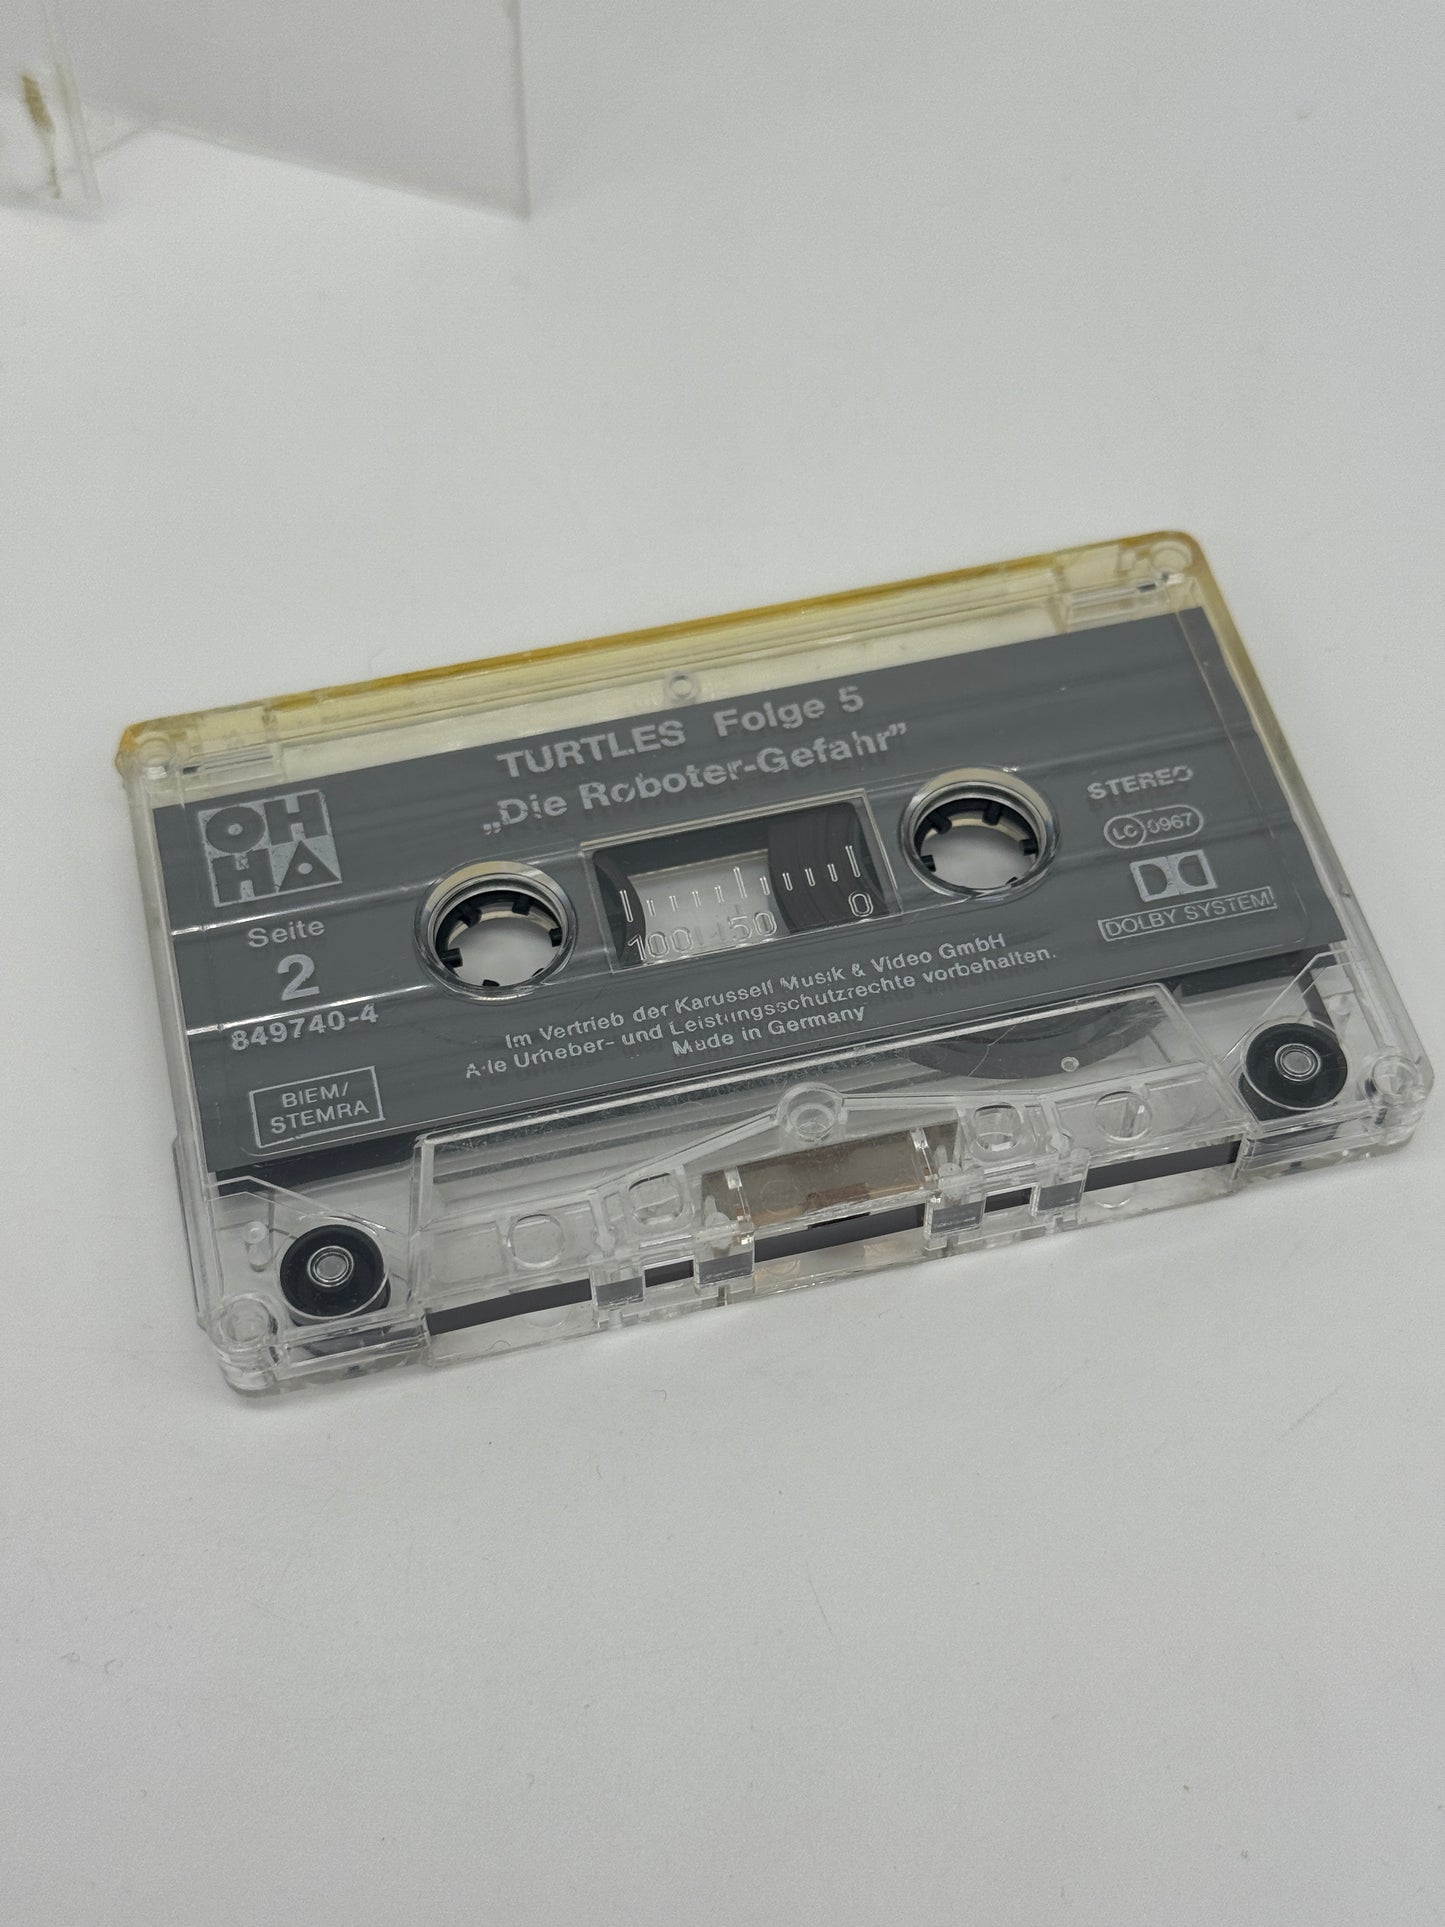 TURTLES Folge 5
„Die Roboter-Gefahr”
OH
& HA
Seite
2
849740-4
BIEM/
STEMRA
100 50 0
STEREO
LC 0967
DOLBY SYSTEM
Im Vertrieb der Karussell Musik & Video GmbH
Alle Urheber- und Leistungsschutzrechte vorbehalten.
Made in Germany